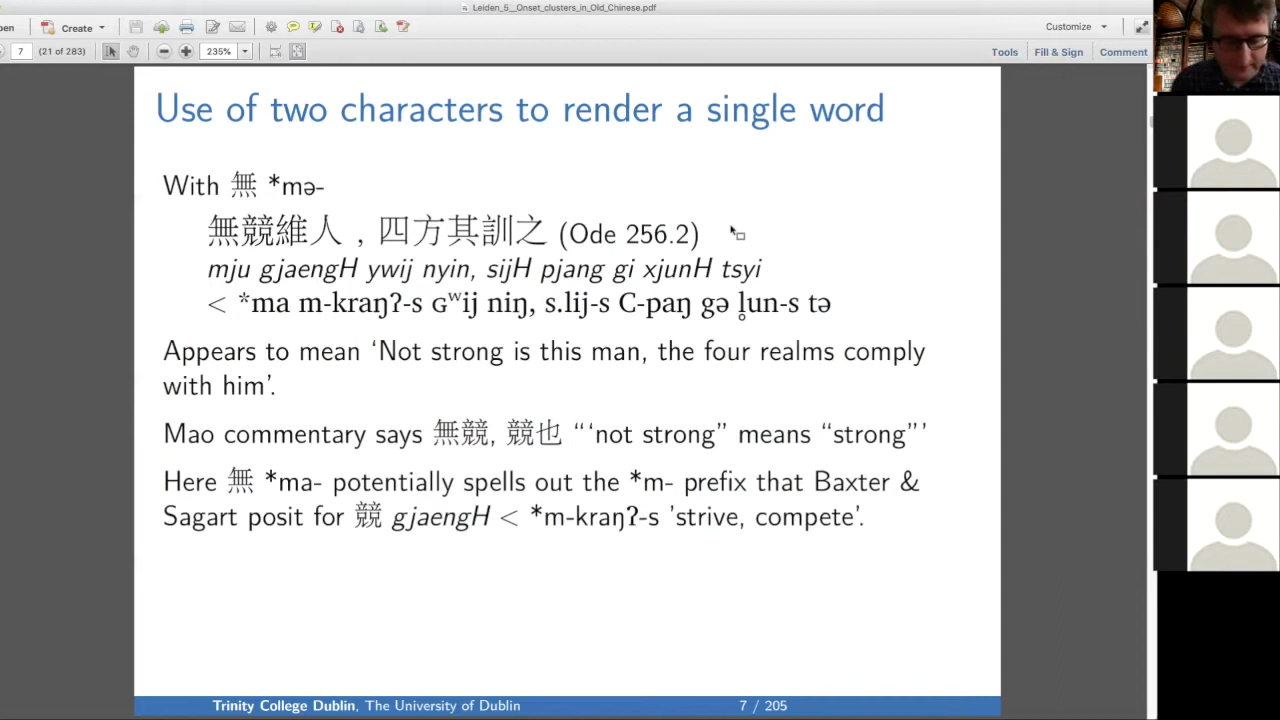 Leiden_5__Onset_clusters_in_Old_Chinese.pdf
pen Create Customize
7 (21 of 283) 235% Tools Fill & Sign Comment
Use of two characters to render a single word
With 無 *mə-
無競維人 , 四方其訓之 (Ode 256.2)
mju gjaengH ywij nyin, sijH pjang gi xjunH tsyi
< *ma m-kraŋʔ-s ɢʷij niŋ, s.lij-s C-paŋ gə l̥un-s tə
Appears to mean ‘Not strong is this man, the four realms comply
with him’.
Mao commentary says 無競, 競也 “‘not strong” means “strong”’
Here 無 *ma- potentially spells out the *m- prefix that Baxter &
Sagart posit for 競 gjaengH < *m-kraŋʔ-s ’strive, compete’.
Trinity College Dublin, The University of Dublin 7 / 205